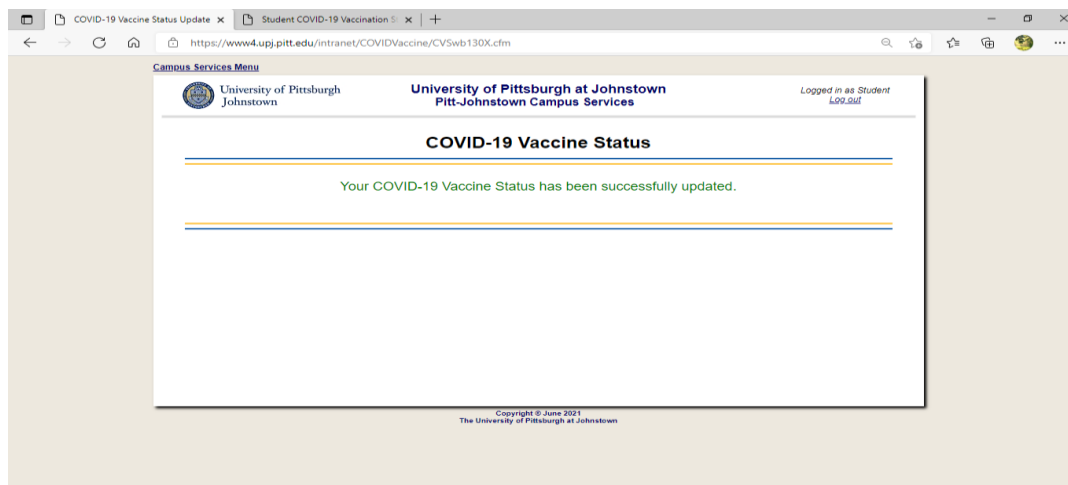 COVID-19 Vaccine Status Update
Student COVID-19 Vaccination S
https://www4.upj.pitt.edu/intranet/COVIDVaccine/CVSwb130X.cfm
Campus Services Menu
University of Pittsburgh
Johnstown
University of Pittsburgh at Johnstown
Pitt-Johnstown Campus Services
Logged in as Student
Log out
COVID-19 Vaccine Status
Your COVID-19 Vaccine Status has been successfully updated.
Copyright © June 2021
The University of Pittsburgh at Johnstown